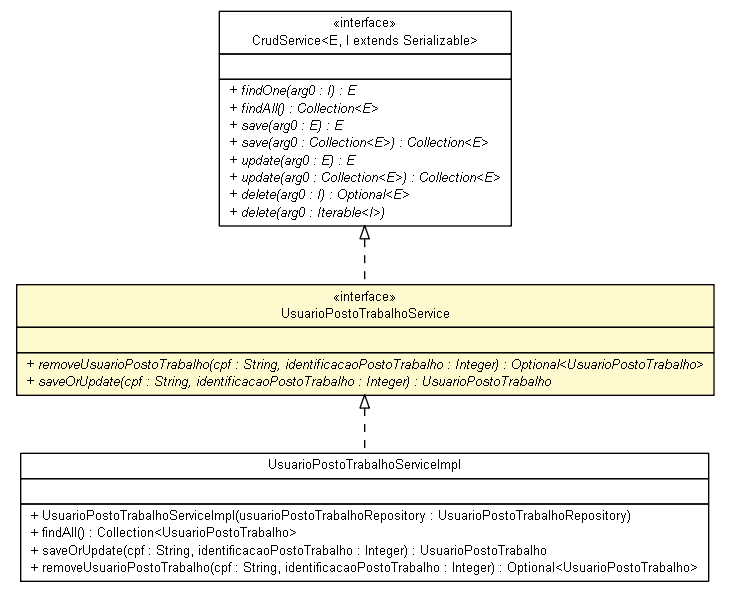 «interface»
CrudService<E, I extends Serializable>
+ findOne(arg0 : I) : E
+ findAll() : Collection<E>
+ save(arg0 : E) : E
+ save(arg0 : Collection<E>) : Collection<E>
+ update(arg0 : E) : E
+ update(arg0 : Collection<E>) : Collection<E>
+ delete(arg0 : I) : Optional<E>
+ delete(arg0 : Iterable<I>)
«interface»
UsuarioPostoTrabalhoService
+ removeUsuarioPostoTrabalho(cpf : String, identificacaoPostoTrabalho : Integer) : Optional<UsuarioPostoTrabalho>
+ saveOrUpdate(cpf : String, identificacaoPostoTrabalho : Integer) : UsuarioPostoTrabalho
UsuarioPostoTrabalhoServiceImpl
+ UsuarioPostoTrabalhoServiceImpl(usuarioPostoTrabalhoRepository : UsuarioPostoTrabalhoRepository)
+ findAll() : Collection<UsuarioPostoTrabalho>
+ saveOrUpdate(cpf : String, identificacaoPostoTrabalho : Integer) : UsuarioPostoTrabalho
+ removeUsuarioPostoTrabalho(cpf : String, identificacaoPostoTrabalho : Integer) : Optional<UsuarioPostoTrabalho>